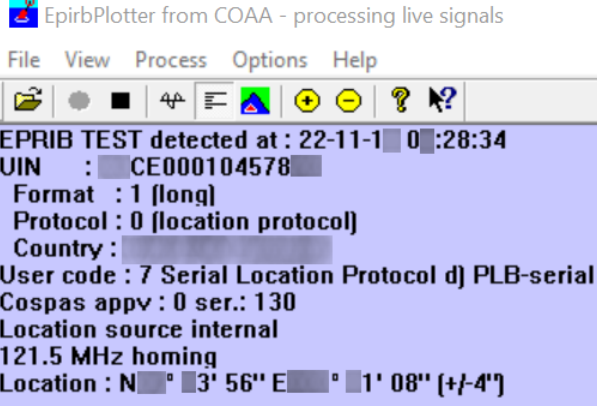 EpirbPlotter from COAA - processing live signals
File View Process Options Help
EPRIB TEST detected at : 22-11-1 0 :28:34
UIN : CE000104578
Format : 1 (long)
Protocol : 0 (location protocol)
Country :
User code : 7 Serial Location Protocol d) PLB-serial
Cospas appv : 0 ser.: 130
Location source internal
121.5 MHz homing
Location : N ° 3' 56'' E ° 1' 08'' (+/-4'')